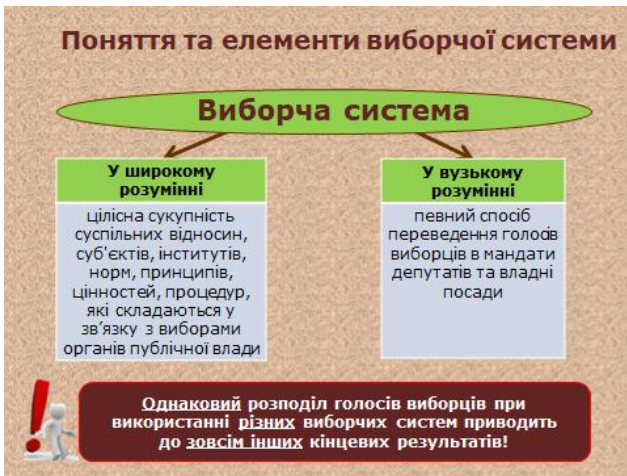 Поняття та елементи виборчої системи
Виборча система
У широкому
розумінні
цілісна сукупність
суспільних відносин,
суб'єктів, інститутів,
норм, принципів,
цінностей, процедур,
які складаються у
зв’язку з виборами
органів публічної влади
У вузькому
розумінні
певний спосіб
переведення голосів
виборців в мандати
депутатів та владні
посади
Однаковий розподіл голосів виборців при
використанні різних виборчих систем приводить
до зовсім інших кінцевих результатів!